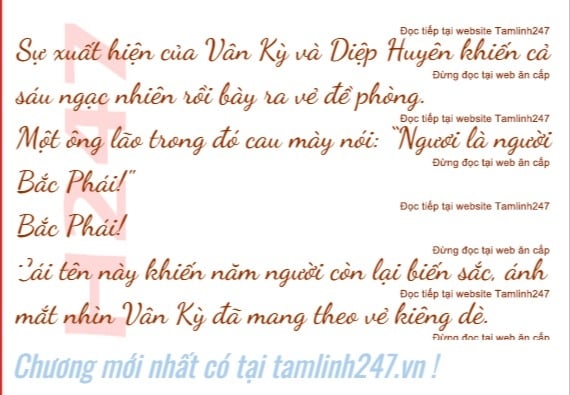 Đọc tiếp tại website Tamlinh247
Sự xuất hiện của Vân Kỳ và Diệp Huyên khiến cả
Đừng đọc tại web ăn cắp
sáu ngạc nhiên rồi bày ra vẻ đề phòng.
Đọc tiếp tại website Tamlinh247
Một ông lão trong đó cau mày nói: “Ngươi là người
Đừng đọc tại web ăn cắp
Bắc Phái!”
Đọc tiếp tại website Tamlinh247
Bắc Phái!
Đừng đọc tại web ăn cắp
Cái tên này khiến năm người còn lại biến sắc, ánh
Đọc tiếp tại website Tamlinh247
mắt nhìn Vân Kỳ đã mang theo vẻ kiêng dè.
Đừng đọc tại web ăn cắp
Chương mới nhất có tại tamlinh247.vn !
H247